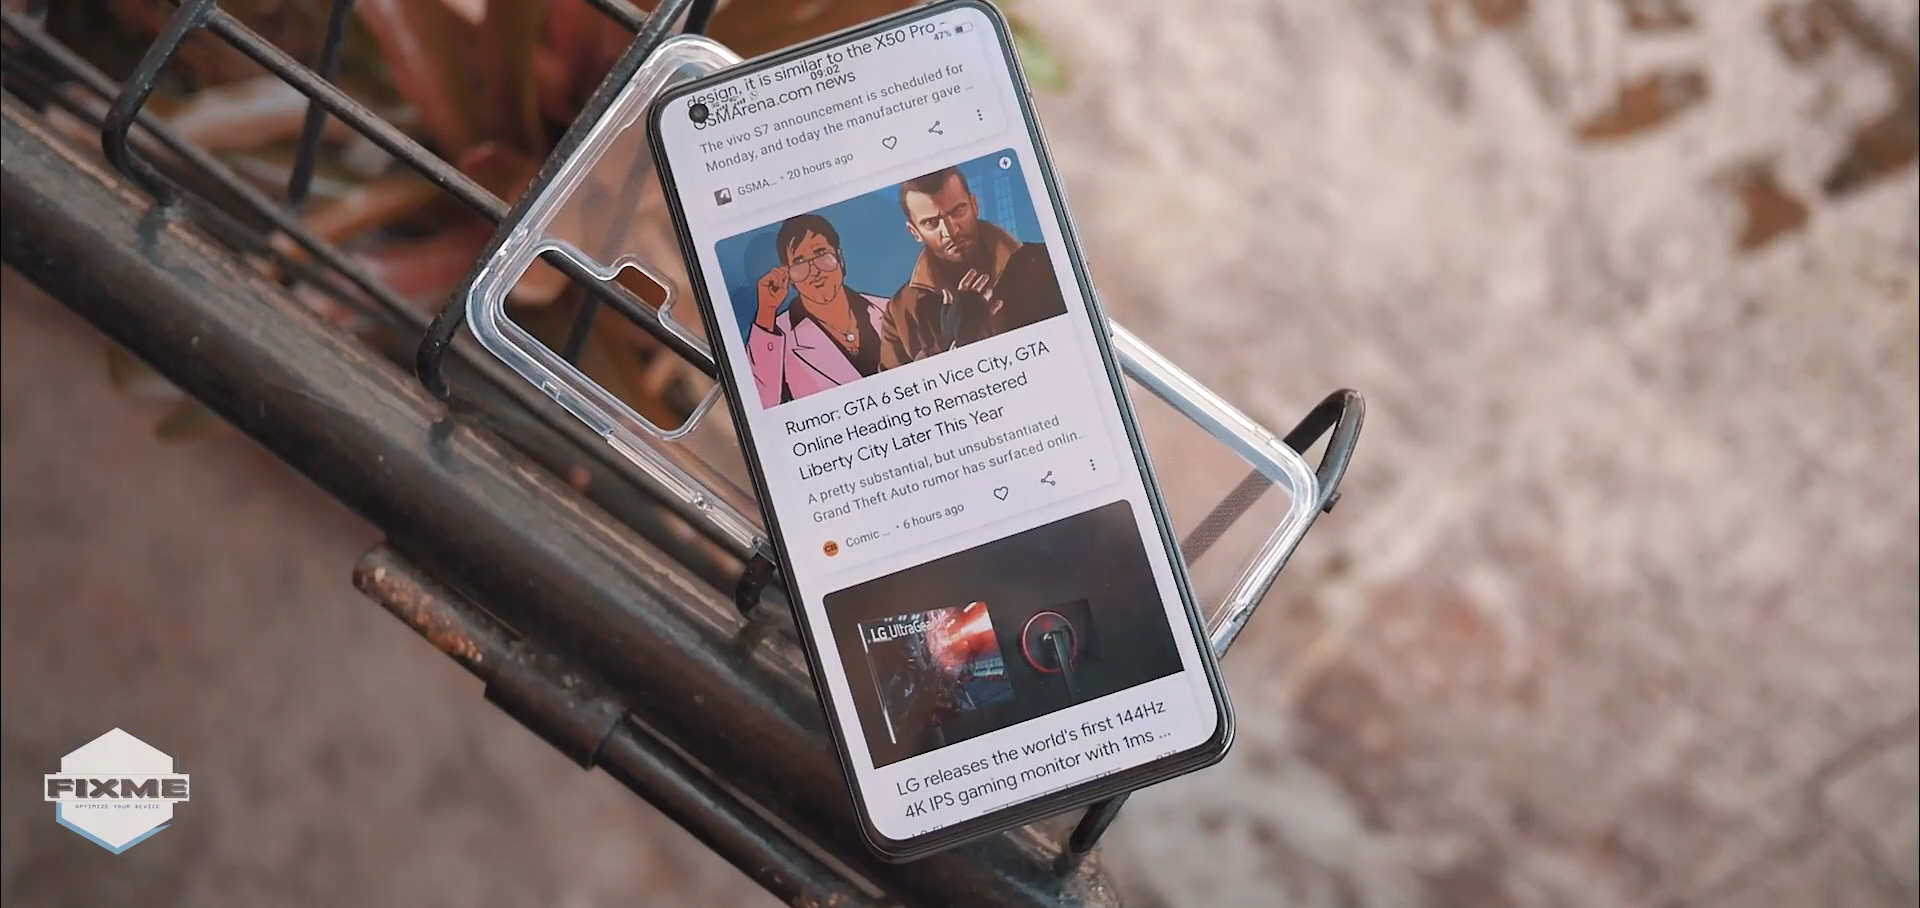 design, it is similar to the X50 Pro -
47%
09:02
GSMArena.com news
The vivo S7 announcement is scheduled for
Monday, and today the manufacturer gave ...
GSMA... • 20 hours ago
Rumor: GTA 6 Set in Vice City, GTA
Online Heading to Remastered
Liberty City Later This Year
A pretty substantial, but unsubstantiated
Grand Theft Auto rumor has surfaced onlin...
CB
Comic ... • 6 hours ago
LG UltraGear
LG releases the world's first 144Hz
4K IPS gaming monitor with 1ms ...
FIXME
OPTIMIZE YOUR DEVICE